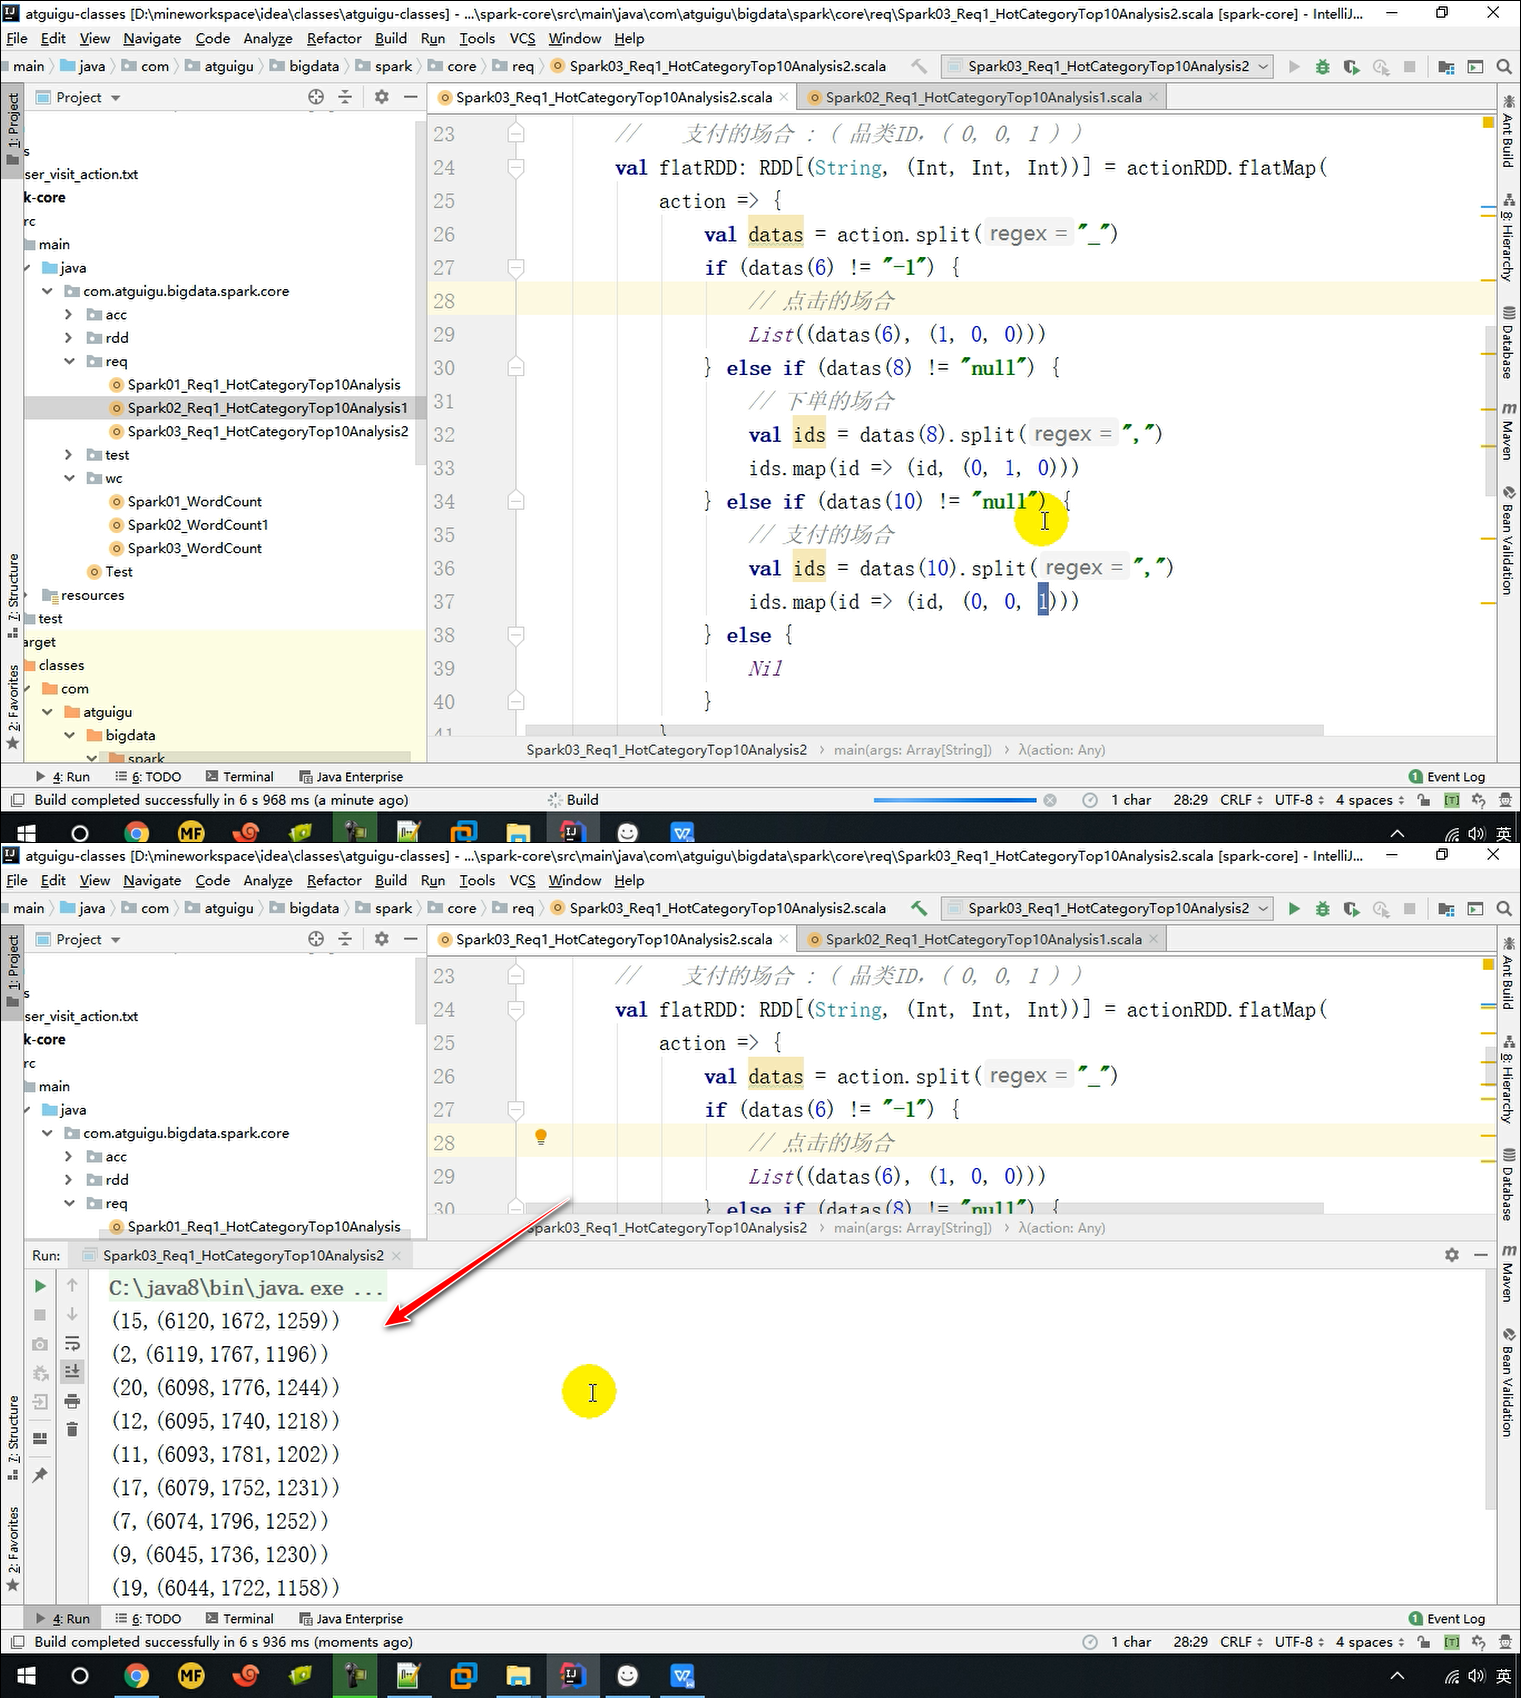 atguigu-classes [D:\mineworkspace\idea\classes\atguigu-classes] - ...\spark-core\src\main\java\com\atguigu\bigdata\spark\core\req\Spark03_Req1_HotCategoryTop10Analysis2.scala [spark-core] - IntelliJ...
File Edit View Navigate Code Analyze Refactor Build Run Tools VCS Window Help
main java com atguigu bigdata spark core req Spark03_Req1_HotCategoryTop10Analysis2.scala Spark03_Req1_HotCategoryTop10Analysis2
Project
Spark03_Req1_HotCategoryTop10Analysis2.scala Spark02_Req1_HotCategoryTop10Analysis1.scala
1: Project
7: Structure
2: Favorites
s
ser_visit_action.txt
k-core
rc
main
java
com.atguigu.bigdata.spark.core
acc
rdd
req
Spark01_Req1_HotCategoryTop10Analysis
Spark02_Req1_HotCategoryTop10Analysis1
Spark03_Req1_HotCategoryTop10Analysis2
test
wc
Spark01_WordCount
Spark02_WordCount1
Spark03_WordCount
Test
resources
test
arget
classes
com
atguigu
bigdata
spark
23 // 支付的场合 : ( 品类ID, ( 0, 0, 1 ) )
24 val flatRDD: RDD[(String, (Int, Int, Int))] = actionRDD.flatMap(
25 action => {
26 val datas = action.split( regex = "_")
27 if (datas(6) != "-1") {
28 // 点击的场合
29 List((datas(6), (1, 0, 0)))
30 } else if (datas(8) != "null") {
31 // 下单的场合
32 val ids = datas(8).split( regex = ",")
33 ids.map(id => (id, (0, 1, 0)))
34 } else if (datas(10) != "null") {
35 // 支付的场合
36 val ids = datas(10).split( regex = ",")
37 ids.map(id => (id, (0, 0, 1)))
38 } else {
39 Nil
40 }
41 }
Spark03_Req1_HotCategoryTop10Analysis2 main(args: Array[String]) λ(action: Any)
Ant Build
8: Hierarchy
Database
Maven
Bean Validation
4: Run 6: TODO Terminal Java Enterprise 1 Event Log
Build completed successfully in 6 s 968 ms (a minute ago) Build 1 char 28:29 CRLF UTF-8 4 spaces
MF 英
atguigu-classes [D:\mineworkspace\idea\classes\atguigu-classes] - ...\spark-core\src\main\java\com\atguigu\bigdata\spark\core\req\Spark03_Req1_HotCategoryTop10Analysis2.scala [spark-core] - IntelliJ...
File Edit View Navigate Code Analyze Refactor Build Run Tools VCS Window Help
main java com atguigu bigdata spark core req Spark03_Req1_HotCategoryTop10Analysis2.scala Spark03_Req1_HotCategoryTop10Analysis2
Project
Spark03_Req1_HotCategoryTop10Analysis2.scala Spark02_Req1_HotCategoryTop10Analysis1.scala
1: Project
7: Structure
2: Favorites
s
ser_visit_action.txt
k-core
rc
main
java
com.atguigu.bigdata.spark.core
acc
rdd
req
Spark01_Req1_HotCategoryTop10Analysis
23 // 支付的场合 : ( 品类ID, ( 0, 0, 1 ) )
24 val flatRDD: RDD[(String, (Int, Int, Int))] = actionRDD.flatMap(
25 action => {
26 val datas = action.split( regex = "_")
27 if (datas(6) != "-1") {
28 // 点击的场合
29 List((datas(6), (1, 0, 0)))
30 } else if (datas(8) != "null") {
Spark03_Req1_HotCategoryTop10Analysis2 main(args: Array[String]) λ(action: Any)
Ant Build
8: Hierarchy
Database
Maven
Bean Validation
Run: Spark03_Req1_HotCategoryTop10Analysis2
C:\java8\bin\java.exe ...
(15,(6120,1672,1259))
(2,(6119,1767,1196))
(20,(6098,1776,1244))
(12,(6095,1740,1218))
(11,(6093,1781,1202))
(17,(6079,1752,1231))
(7,(6074,1796,1252))
(9,(6045,1736,1230))
(19,(6044,1722,1158))
4: Run 6: TODO Terminal Java Enterprise 1 Event Log
Build completed successfully in 6 s 936 ms (moments ago) 1 char 28:29 CRLF UTF-8 4 spaces
MF 英